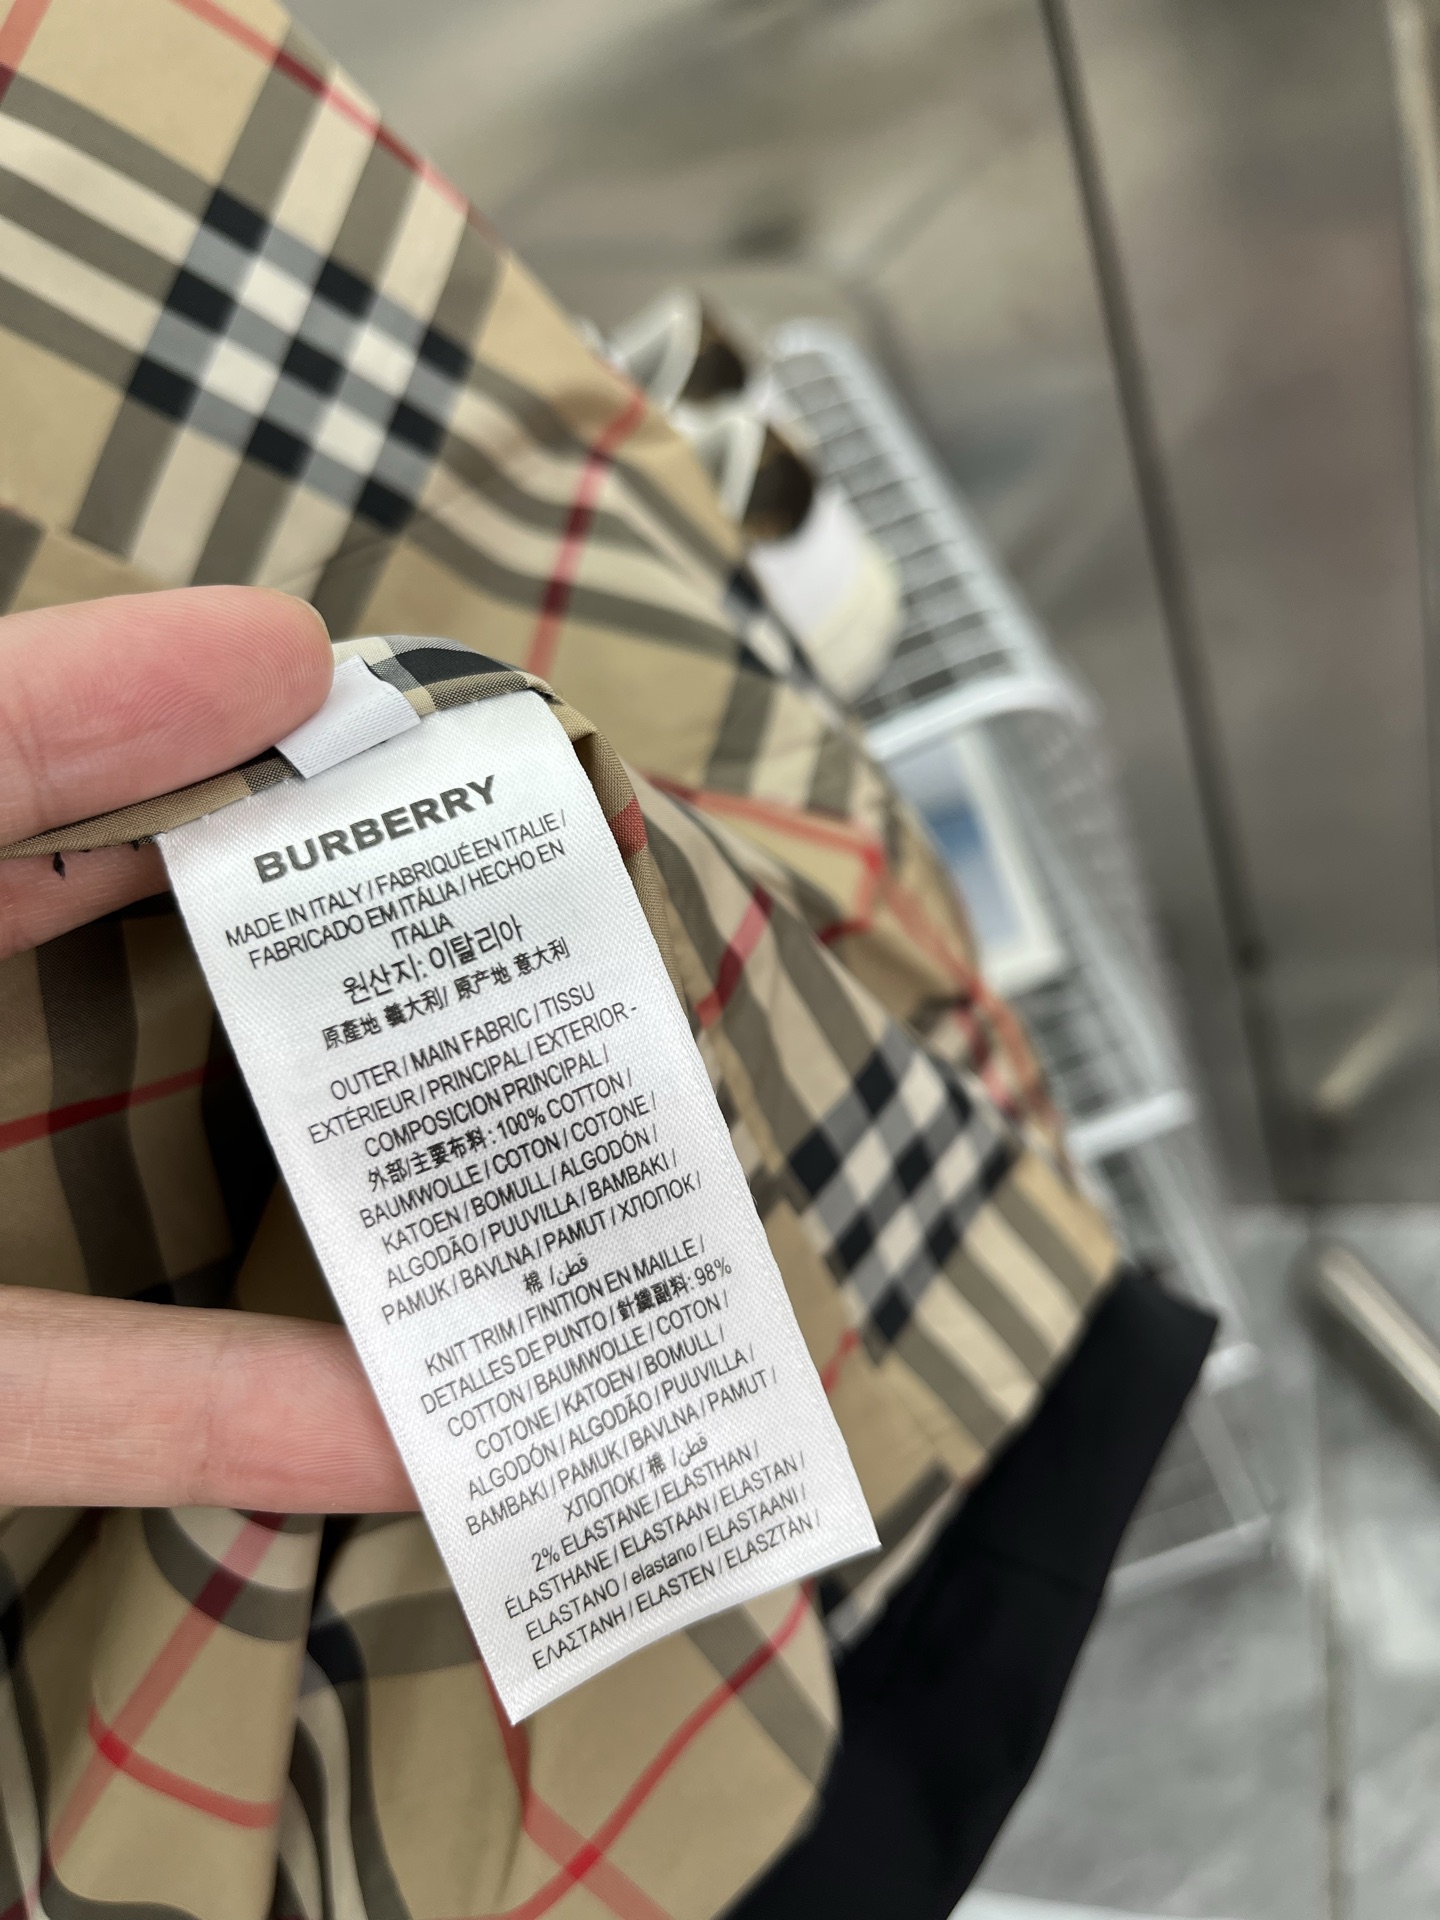 BURBERRY
MADE IN ITALY / FABRIQUÉ EN ITALIE /
FABRICADO EM ITÁLIA / HECHO EN
ITALIA
원산지: 이탈리아
原產地 義大利/ 原产地 意大利
OUTER / MAIN FABRIC / TISSU
EXTÉRIEUR / PRINCIPAL / EXTERIOR -
COMPOSICION PRINCIPAL /
外部/主要布料: 100% COTTON /
BAUMWOLLE / COTON / COTONE /
KATOEN / BOMULL / ALGODÓN /
ALGODÃO / PUUVILLA / BAMBAKI /
PAMUK / BAVLNA / PAMUT / ХЛОПОК /
棉 / قطن
KNIT TRIM / FINITION EN MAILLE /
DETALLES DE PUNTO / 針織副料: 98%
COTTON / BAUMWOLLE / COTON /
COTONE / KATOEN / BOMULL /
ALGODÓN / ALGODÃO / PUUVILLA /
BAMBAKI / PAMUK / BAVLNA / PAMUT /
ХЛОПОК / 棉 / قطن
2% ELASTANE / ELASTHAN /
ÉLASTHANE / ELASTAAN / ELASTAN /
ELASTANO / elastano / ELASTAANI /
ΕΛΑΣΤΑΝΗ / ELASTEN / ELASZTÁN /